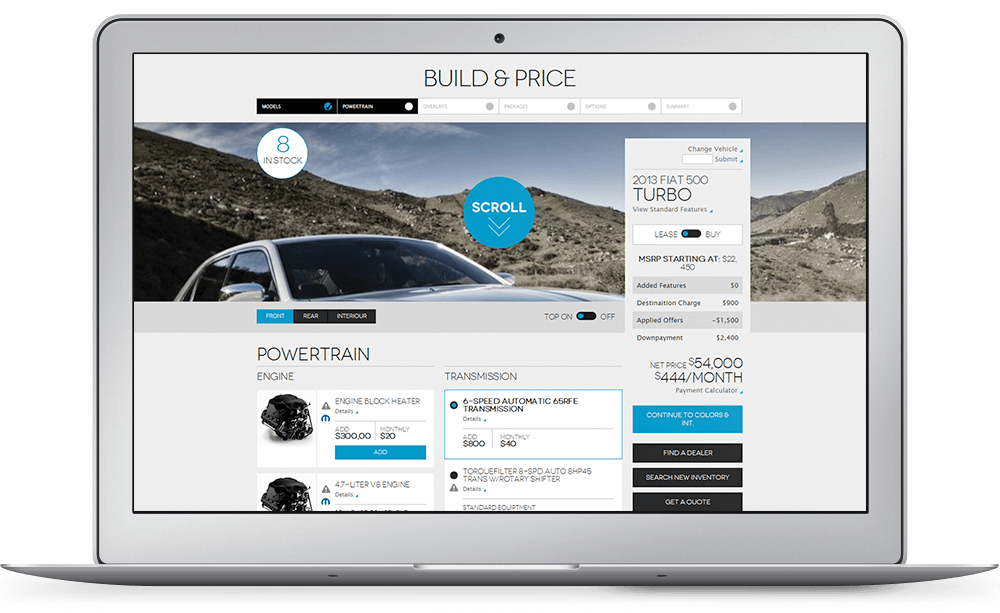 BUILD & PRICE
MODELS
POWERTRAIN
OVERLAYS
PACKAGES
OPTIONS
SUMMARY
8
IN STOCK
SCROLL
Change Vehicle
Submit
2013 FIAT 500
TURBO
View Standard Features
LEASE BUY
MSRP STARTING AT: $22,
450
Added Features $0
Destinaition Charge $900
Applied Offers –$1,500
Downpayment $2,400
NET PRICE $54,000
$444/MONTH
Payment Calculator
CONTINUE TO COLORS &
INT.
FIND A DEALER
SEARCH NEW INVENTORY
GET A QUOTE
FRONT
REAR
INTERIOUR
TOP ON OFF
POWERTRAIN
ENGINE
ENGINE BLOCK HEATER
Details
ADD MONTHLY
$300,00 $20
ADD
4.7-LITER V8 ENGINE
Details
TRANSMISSION
6-SPEED AUTOMATIC 65RFE
TRANSMISSION
Details
ADD MONTHLY
$800 $40
TORQUEFILTER 8-SPD AUTO 8HP45
TRANS W/ROTARY SHIFTER
Details
STANDARD EQUIPTMENT